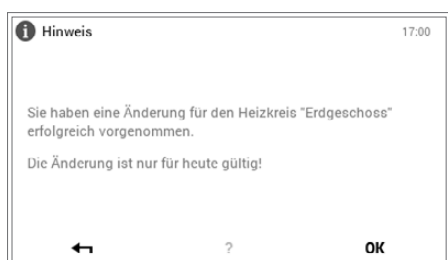 Hinweis 17:00
Sie haben eine Änderung für den Heizkreis "Erdgeschoss"
erfolgreich vorgenommen.
Die Änderung ist nur für heute gültig!
? OK